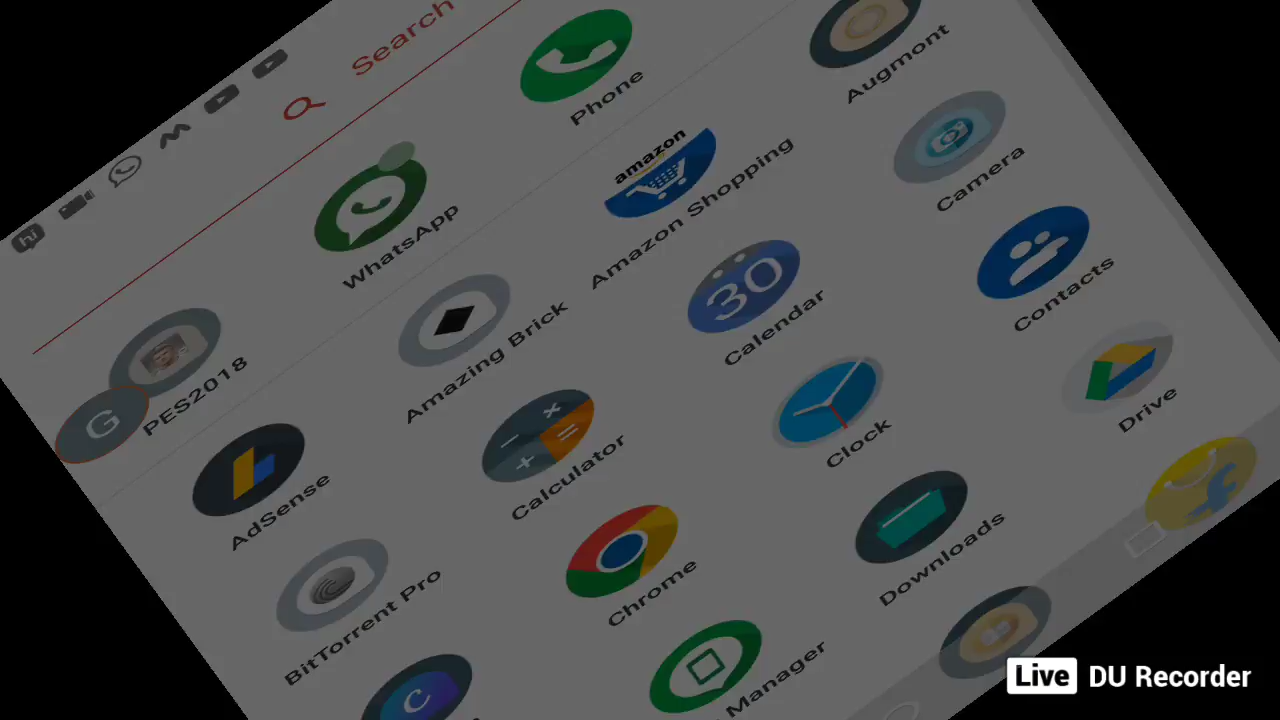 hi
Search
Phone
WhatsApp
PES2018
G
Augmont
amazon
Amazon Shopping
Amazing Brick
AdSense
Camera
30
Calendar
Calculator
BitTorrent Pro
Contacts
Clock
Chrome
C
Drive
Downloads
Manager
Live DU Recorder